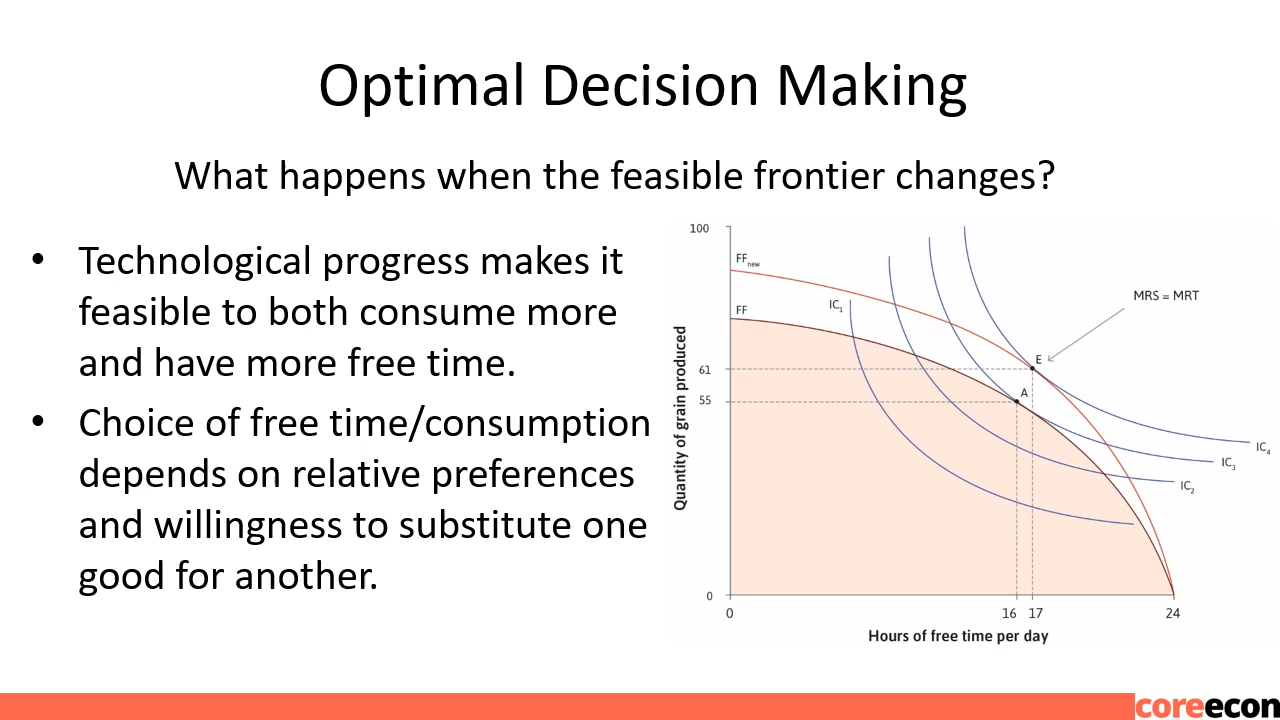 Optimal Decision Making
What happens when the feasible frontier changes?
• Technological progress makes it
feasible to both consume more
and have more free time.
• Choice of free time/consumption
depends on relative preferences
and willingness to substitute one
good for another.
100
FFnew
FF
IC1
MRS = MRT
E
A
61
55
IC4
IC3
IC2
Quantity of grain produced
0
0
16
17
24
Hours of free time per day
coreecon